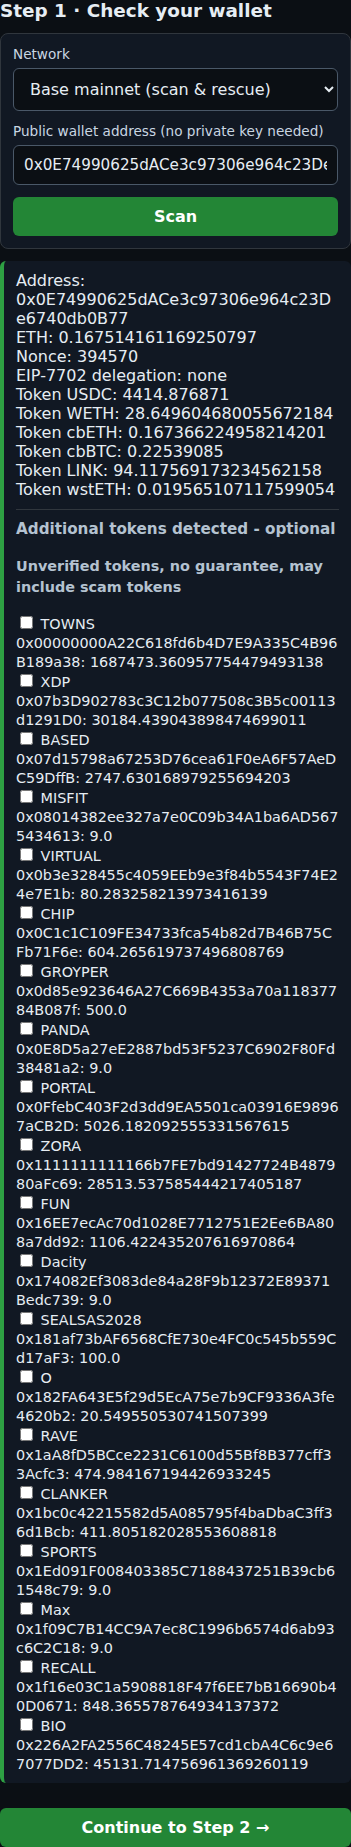 Step 1 · Check your wallet
Network
Base mainnet (scan & rescue)
Public wallet address (no private key needed)
0x0E74990625dACe3c97306e964c23De
Scan
Address:
0x0E74990625dACe3c97306e964c23D
e6740db0B77
ETH: 0.167514161169250797
Nonce: 394570
EIP-7702 delegation: none
Token USDC: 4414.876871
Token WETH: 28.649604680055672184
Token cbETH: 0.167366224958214201
Token cbBTC: 0.22539085
Token LINK: 94.117569173234562158
Token wstETH: 0.019565107117599054
Additional tokens detected - optional
Unverified tokens, no guarantee, may
include scam tokens
TOWNS
0x00000000A22C618fd6b4D7E9A335C4B96
B189a38: 1687473.360957754479493138
XDP
0x07b3D902783c3C12b077508c3B5c00113
d1291D0: 30184.439043898474699011
BASED
0x07d15798a67253D76cea61F0eA6F57AeD
C59DffB: 2747.630168979255694203
MISFIT
0x08014382ee327a7e0C09b34A1ba6AD567
5434613: 9.0
VIRTUAL
0x0b3e328455c4059EEb9e3f84b5543F74E2
4e7E1b: 80.283258213973416139
CHIP
0x0C1c1C109FE34733fca54b82d7B46B75C
Fb71F6e: 604.265619737496808769
GROYPER
0x0d85e923646A27C669B4353a70a118377
84B087f: 500.0
PANDA
0x0E8D5a27eE2887bd53F5237C6902F80Fd
38481a2: 9.0
PORTAL
0x0FfebC403F2d3dd9EA5501ca03916E9896
7aCB2D: 5026.182092555331567615
ZORA
0x1111111111166b7FE7bd91427724B4879
80aFc69: 28513.537585444217405187
FUN
0x16EE7ecAc70d1028E7712751E2Ee6BA80
8a7dd92: 1106.422435207616970864
Dacity
0x174082Ef3083de84a28F9b12372E89371
Bedc739: 9.0
SEALSAS2028
0x181af73bAF6568CfE730e4FC0c545b559C
d17aF3: 100.0
O
0x182FA643E5f29d5EcA75e7b9CF9336A3fe
4620b2: 20.549550530741507399
RAVE
0x1aA8fD5BCce2231C6100d55Bf8B377cff3
3Acfc3: 474.984167194426933245
CLANKER
0x1bc0c42215582d5A085795f4baDbaC3ff3
6d1Bcb: 411.805182028553608818
SPORTS
0x1Ed091F008403385C7188437251B39cb6
1548c79: 9.0
Max
0x1f09C7B14CC9A7ec8C1996b6574d6ab93
c6C2C18: 9.0
RECALL
0x1f16e03C1a5908818F47f6EE7bB16690b4
0D0671: 848.365578764934137372
BIO
0x226A2FA2556C48245E57cd1cbA4C6c9e6
7077DD2: 45131.714756961369260119
Continue to Step 2 →